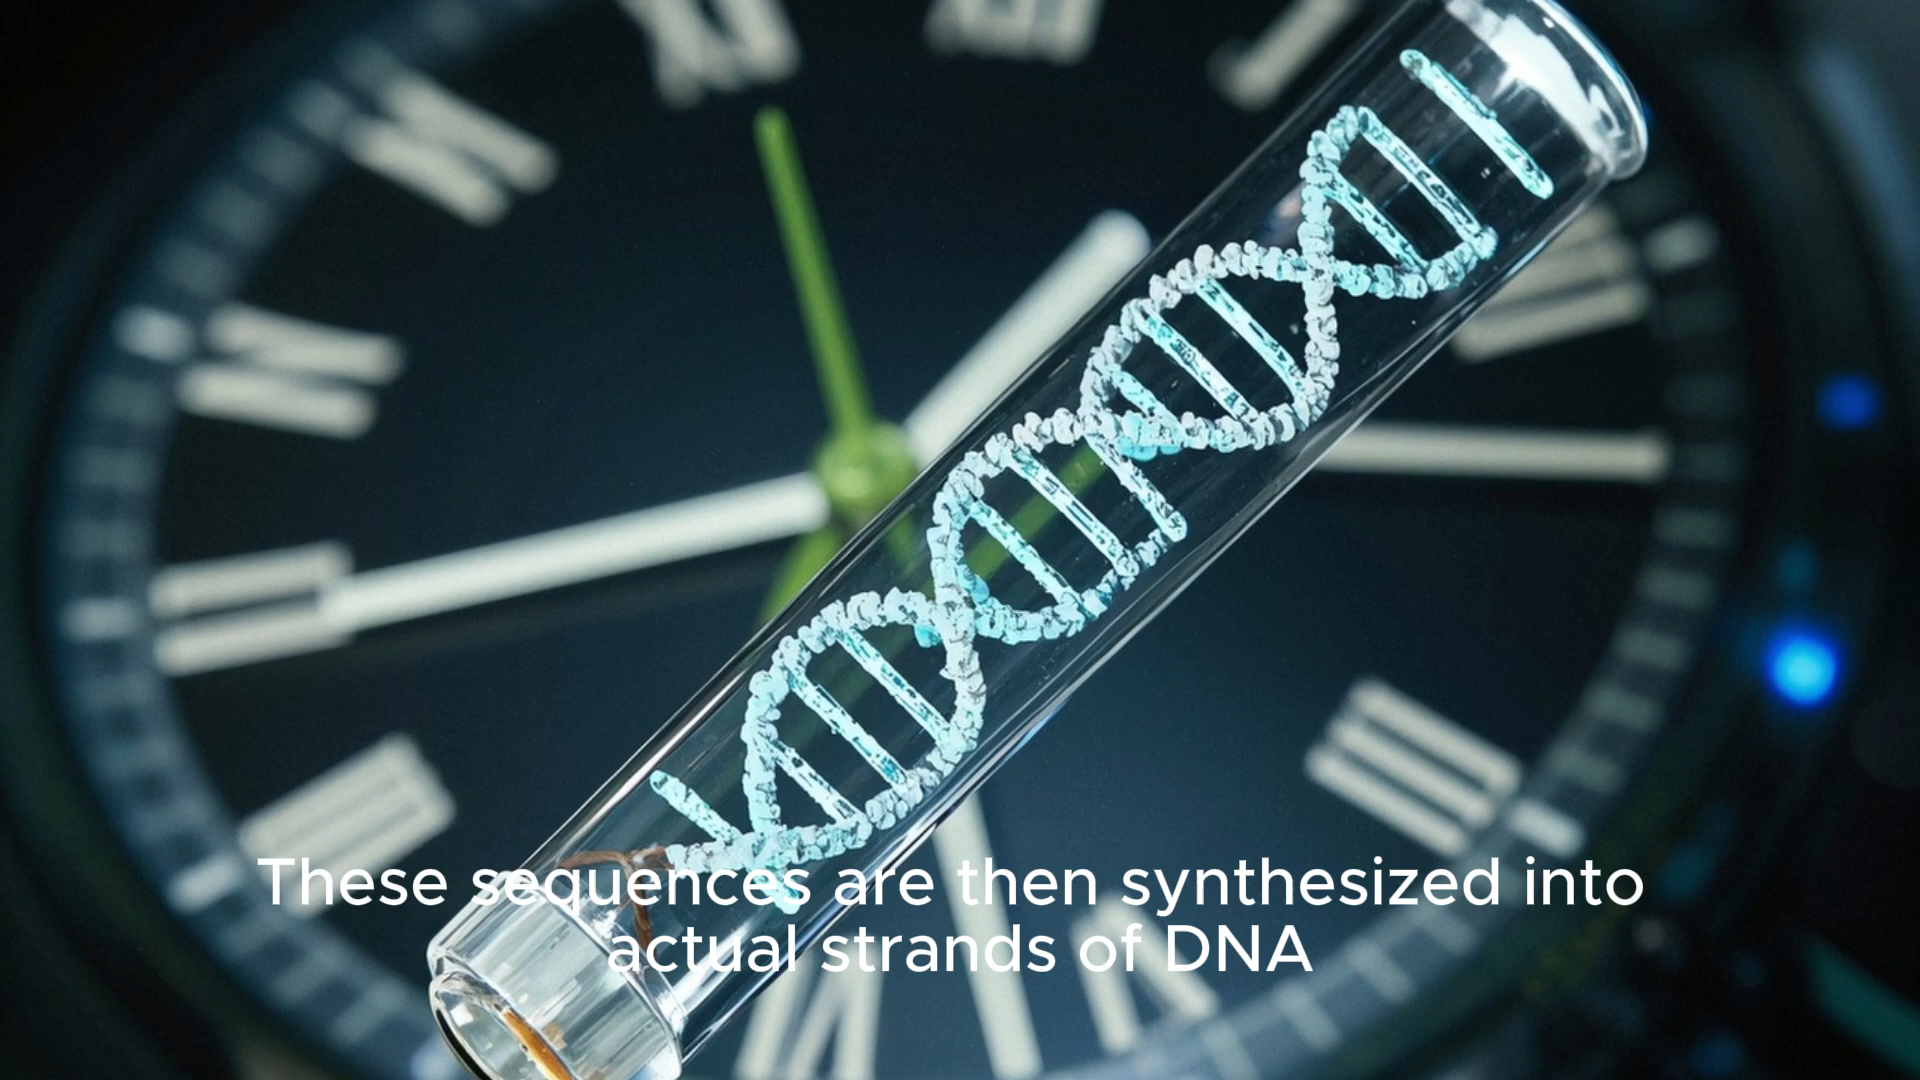 These sequences are then synthesized into
actual strands of DNA